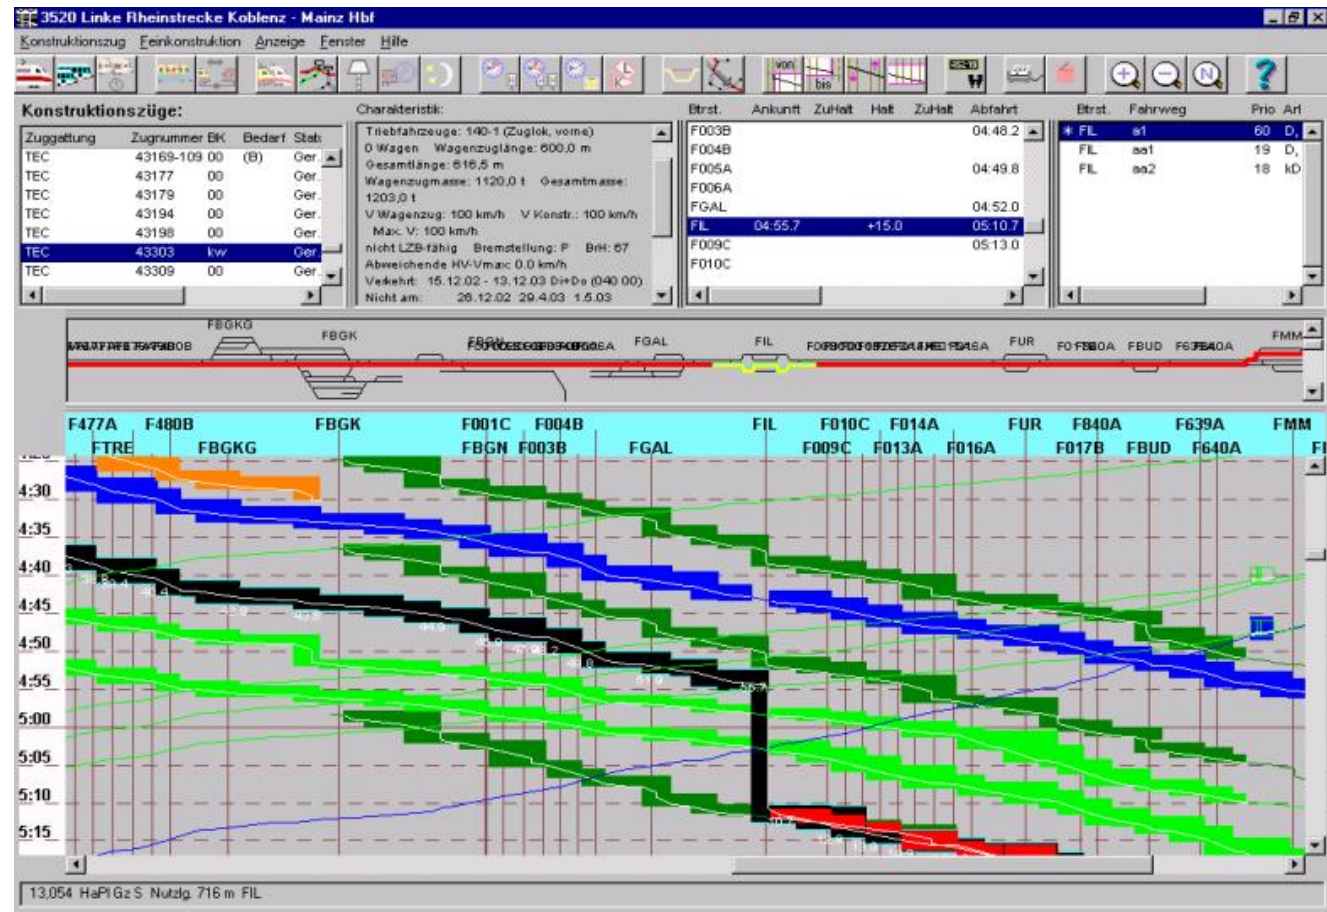 3520 Linke Rheinstrecke Koblenz - Mainz Hbf
Konstruktionszug Feinkonstruktion Anzeige Fenster Hilfe
von
bis
K
N
?
Konstruktionszüge:
Zuggattung Zugnummer BK Bedarf
TEC 43169-109 00 (B) Ger.
TEC 43177 00 Ger.
TEC 43179 00 Ger.
TEC 43194 00 Ger.
TEC 43198 00 Ger.
TEC 43303 kw Ger.
TEC 43309 00 Ger.
Charakteristik:
Triebfahrzeuge: 140-1 (Zuglok, vorne)
0 Wagen Wagenzuglänge: 600,0 m
Gesamtlänge: 616,5 m
Wagenzugmasse: 1120,0 t Gesamtmasse:
1203,0 t
V Wagenzug: 100 km/h V Konstr.: 100 km/h
Max. V: 100 km/h
nicht LZB-fähig Bremstellung: P BrH: 67
Abweichende HV-Vmax: 0.0 km/h
Verkehrt: 15.12.02 - 13.12.03 Di+Do (040 00)
Nicht am: 26.12.02 29.4.03 1.5.03
Btrst. Ankunft ZuHalt Halt ZuHalt Abfahrt
F003B 04:48.2
F004B
F005A 04:49.8
F006A
FGAL 04:52.0
FIL 04:55.7 +15.0 05:10.7
F009C 05:13.0
F010C
Btrst. Fahrweg Prio Art
* FIL a1 60 D,
FIL aa1 19 D,
FIL aa2 18 kD
FBGKG FBGK FGAL FIL FUR FBUD FMM
F477A F480B FBGK F001C F004B FIL F010C F014A FUR F840A F639A FMM
FTRE FBGKG FBGN F003B FGAL F009C F013A F016A F017B FBUD F640A
4:30
4:35
4:40
4:45
4:50
4:55
5:00
5:05
5:10
5:15
13,054 HaPl Gz S Nutzlg. 716 m FIL